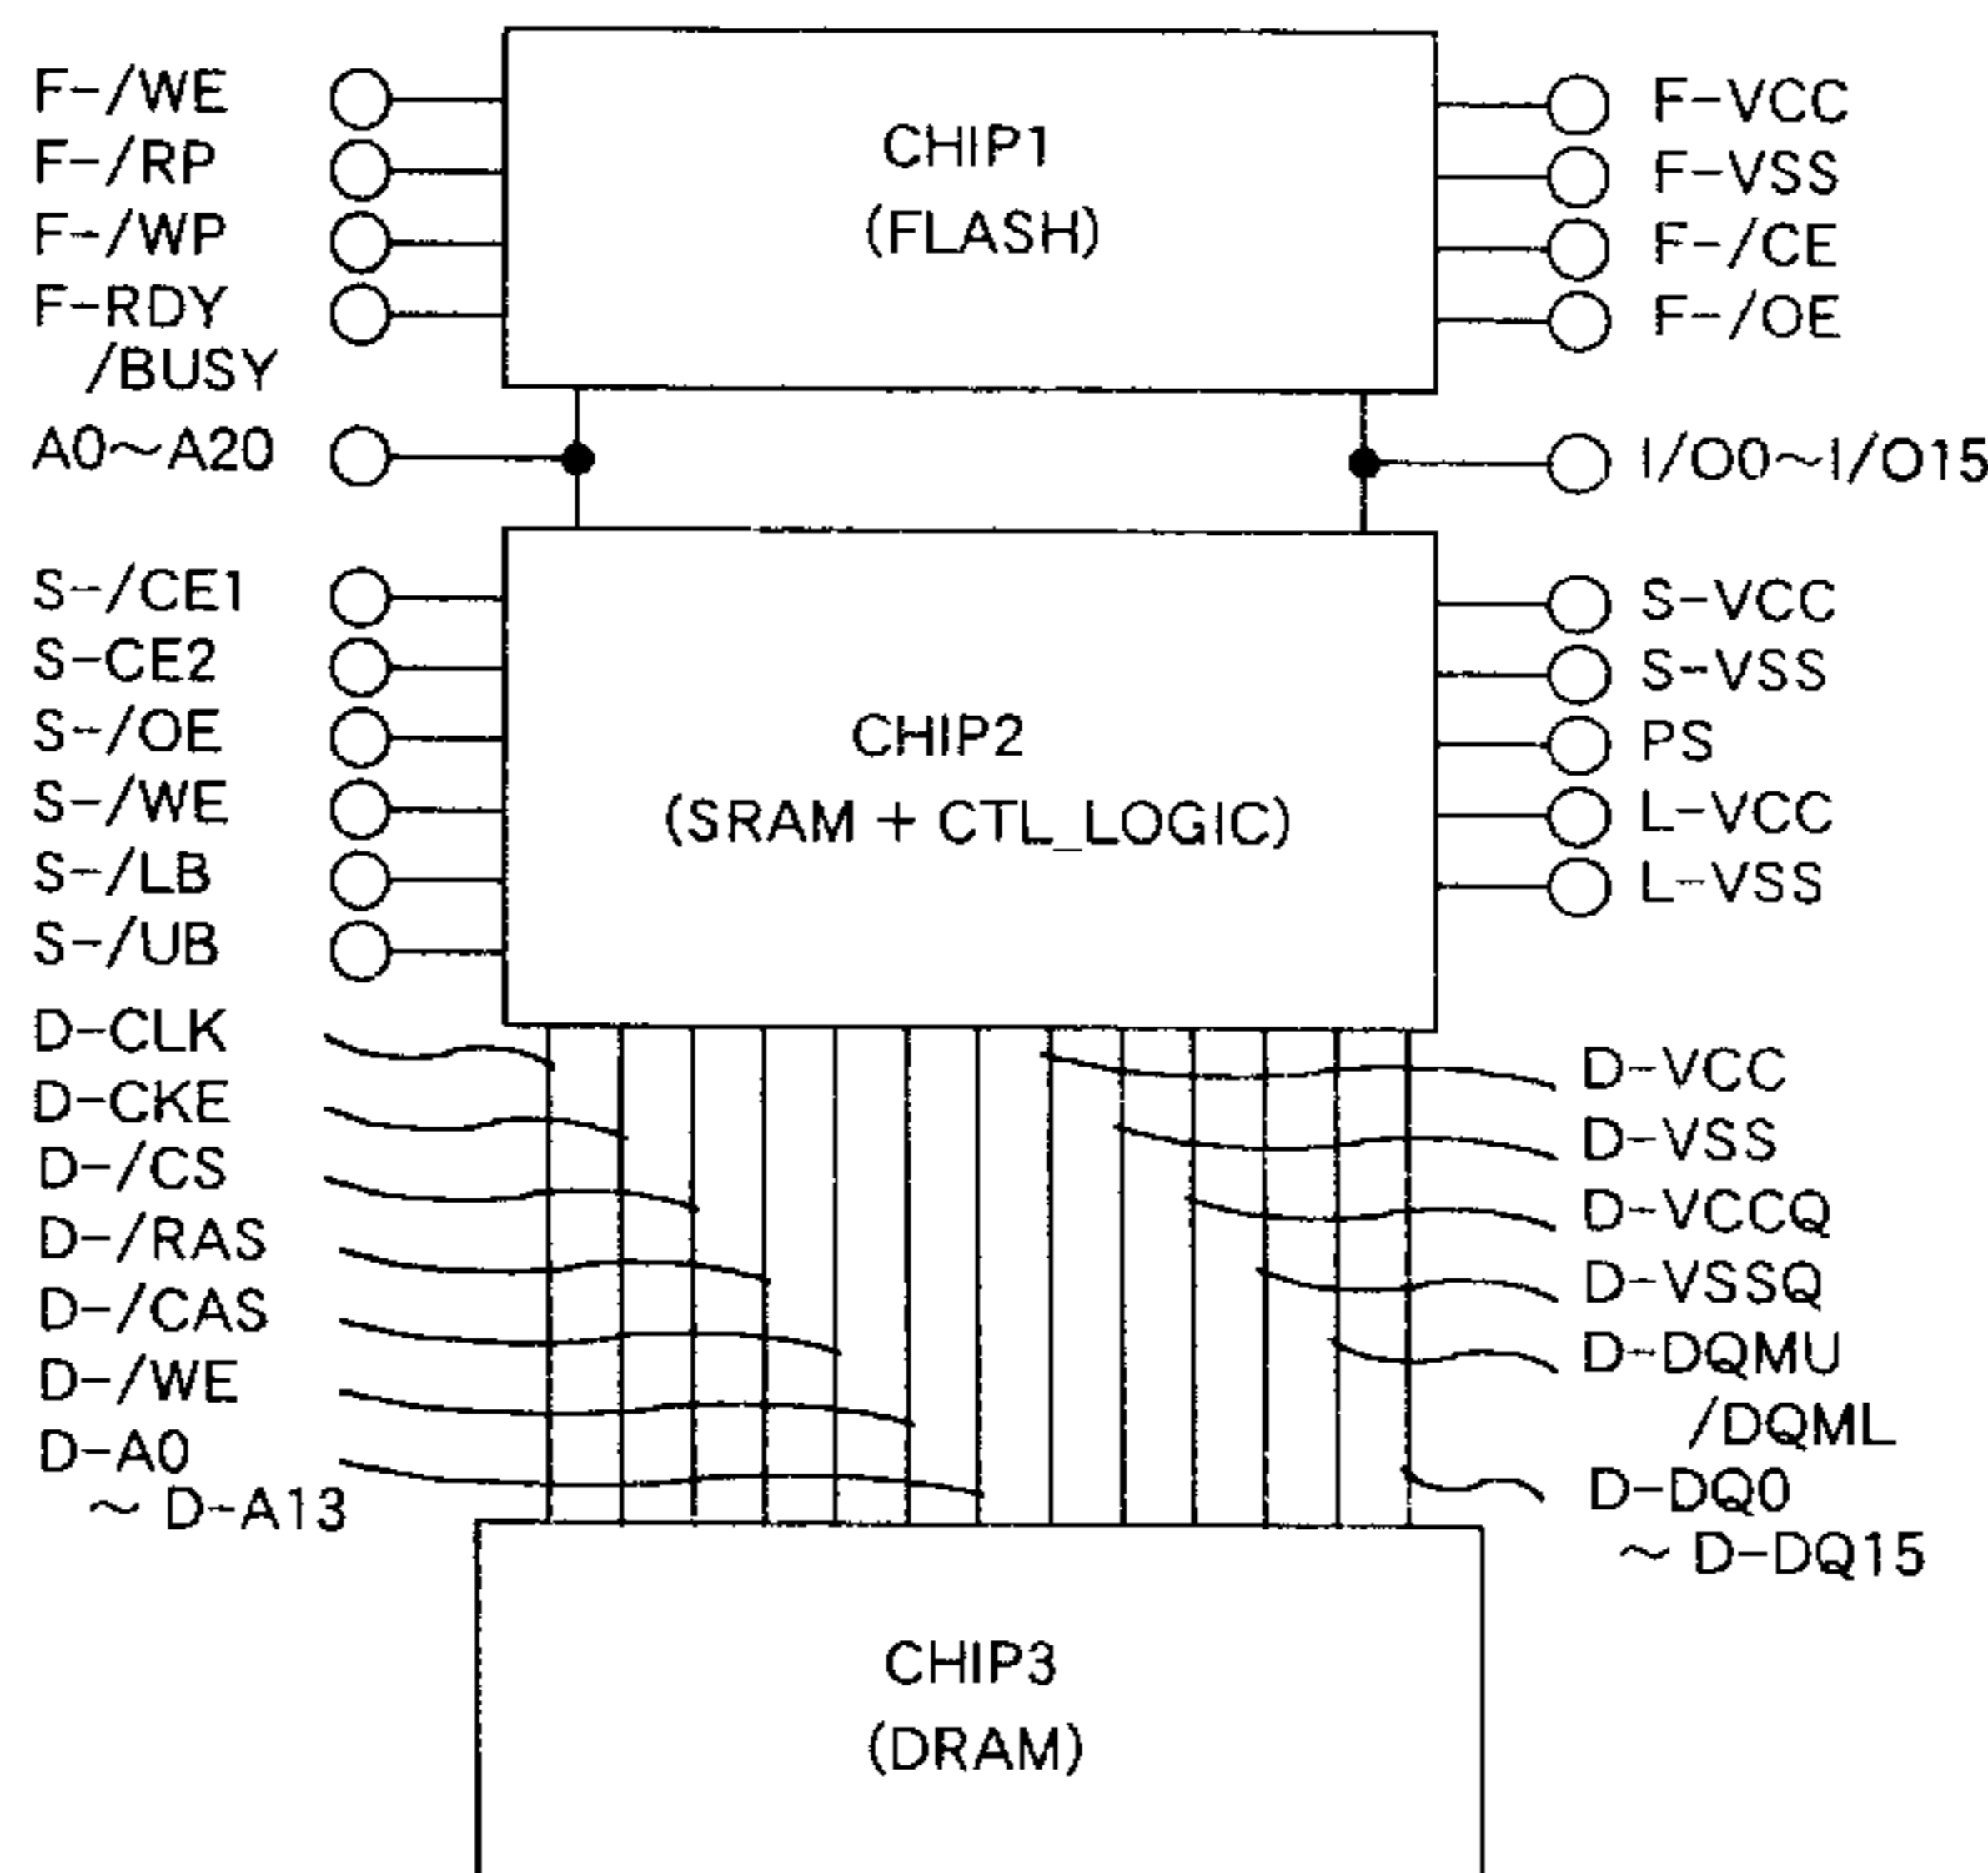 F-/WE
F-/RP
F-/WP
F-RDY
/BUSY
A0~A20
CHIP1
(FLASH)
F-VCC
F-VSS
F-/CE
F-/OE
I/O0~I/O15
S-/CE1
S-CE2
S-/OE
S-/WE
S-/LB
S-/UB
CHIP2
(SRAM + CTL_LOGIC)
S-VCC
S-VSS
PS
L-VCC
L-VSS
D-CLK
D-CKE
D-/CS
D-/RAS
D-/CAS
D-/WE
D-A0
~ D-A13
D-VCC
D-VSS
D-VCCQ
D-VSSQ
D-DQMU
/DQML
D-DQ0
~ D-DQ15
CHIP3
(DRAM)